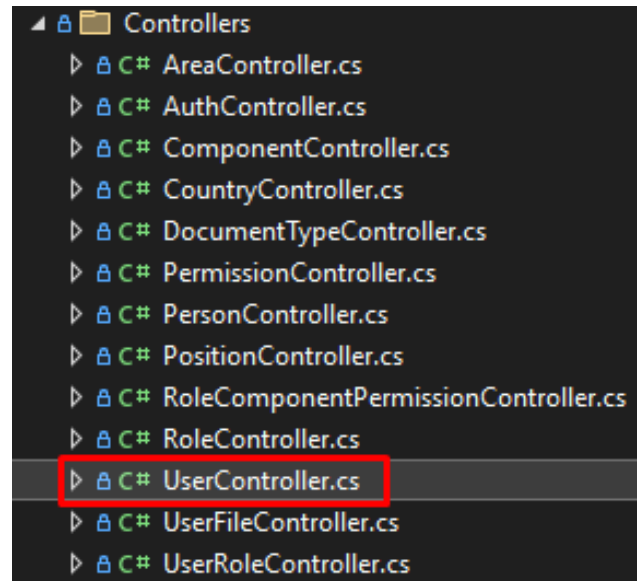 Controllers
C# AreaController.cs
C# AuthController.cs
C# ComponentController.cs
C# CountryController.cs
C# DocumentTypeController.cs
C# PermissionController.cs
C# PersonController.cs
C# PositionController.cs
C# RoleComponentPermissionController.cs
C# RoleController.cs
C# UserController.cs
C# UserFileController.cs
C# UserRoleController.cs